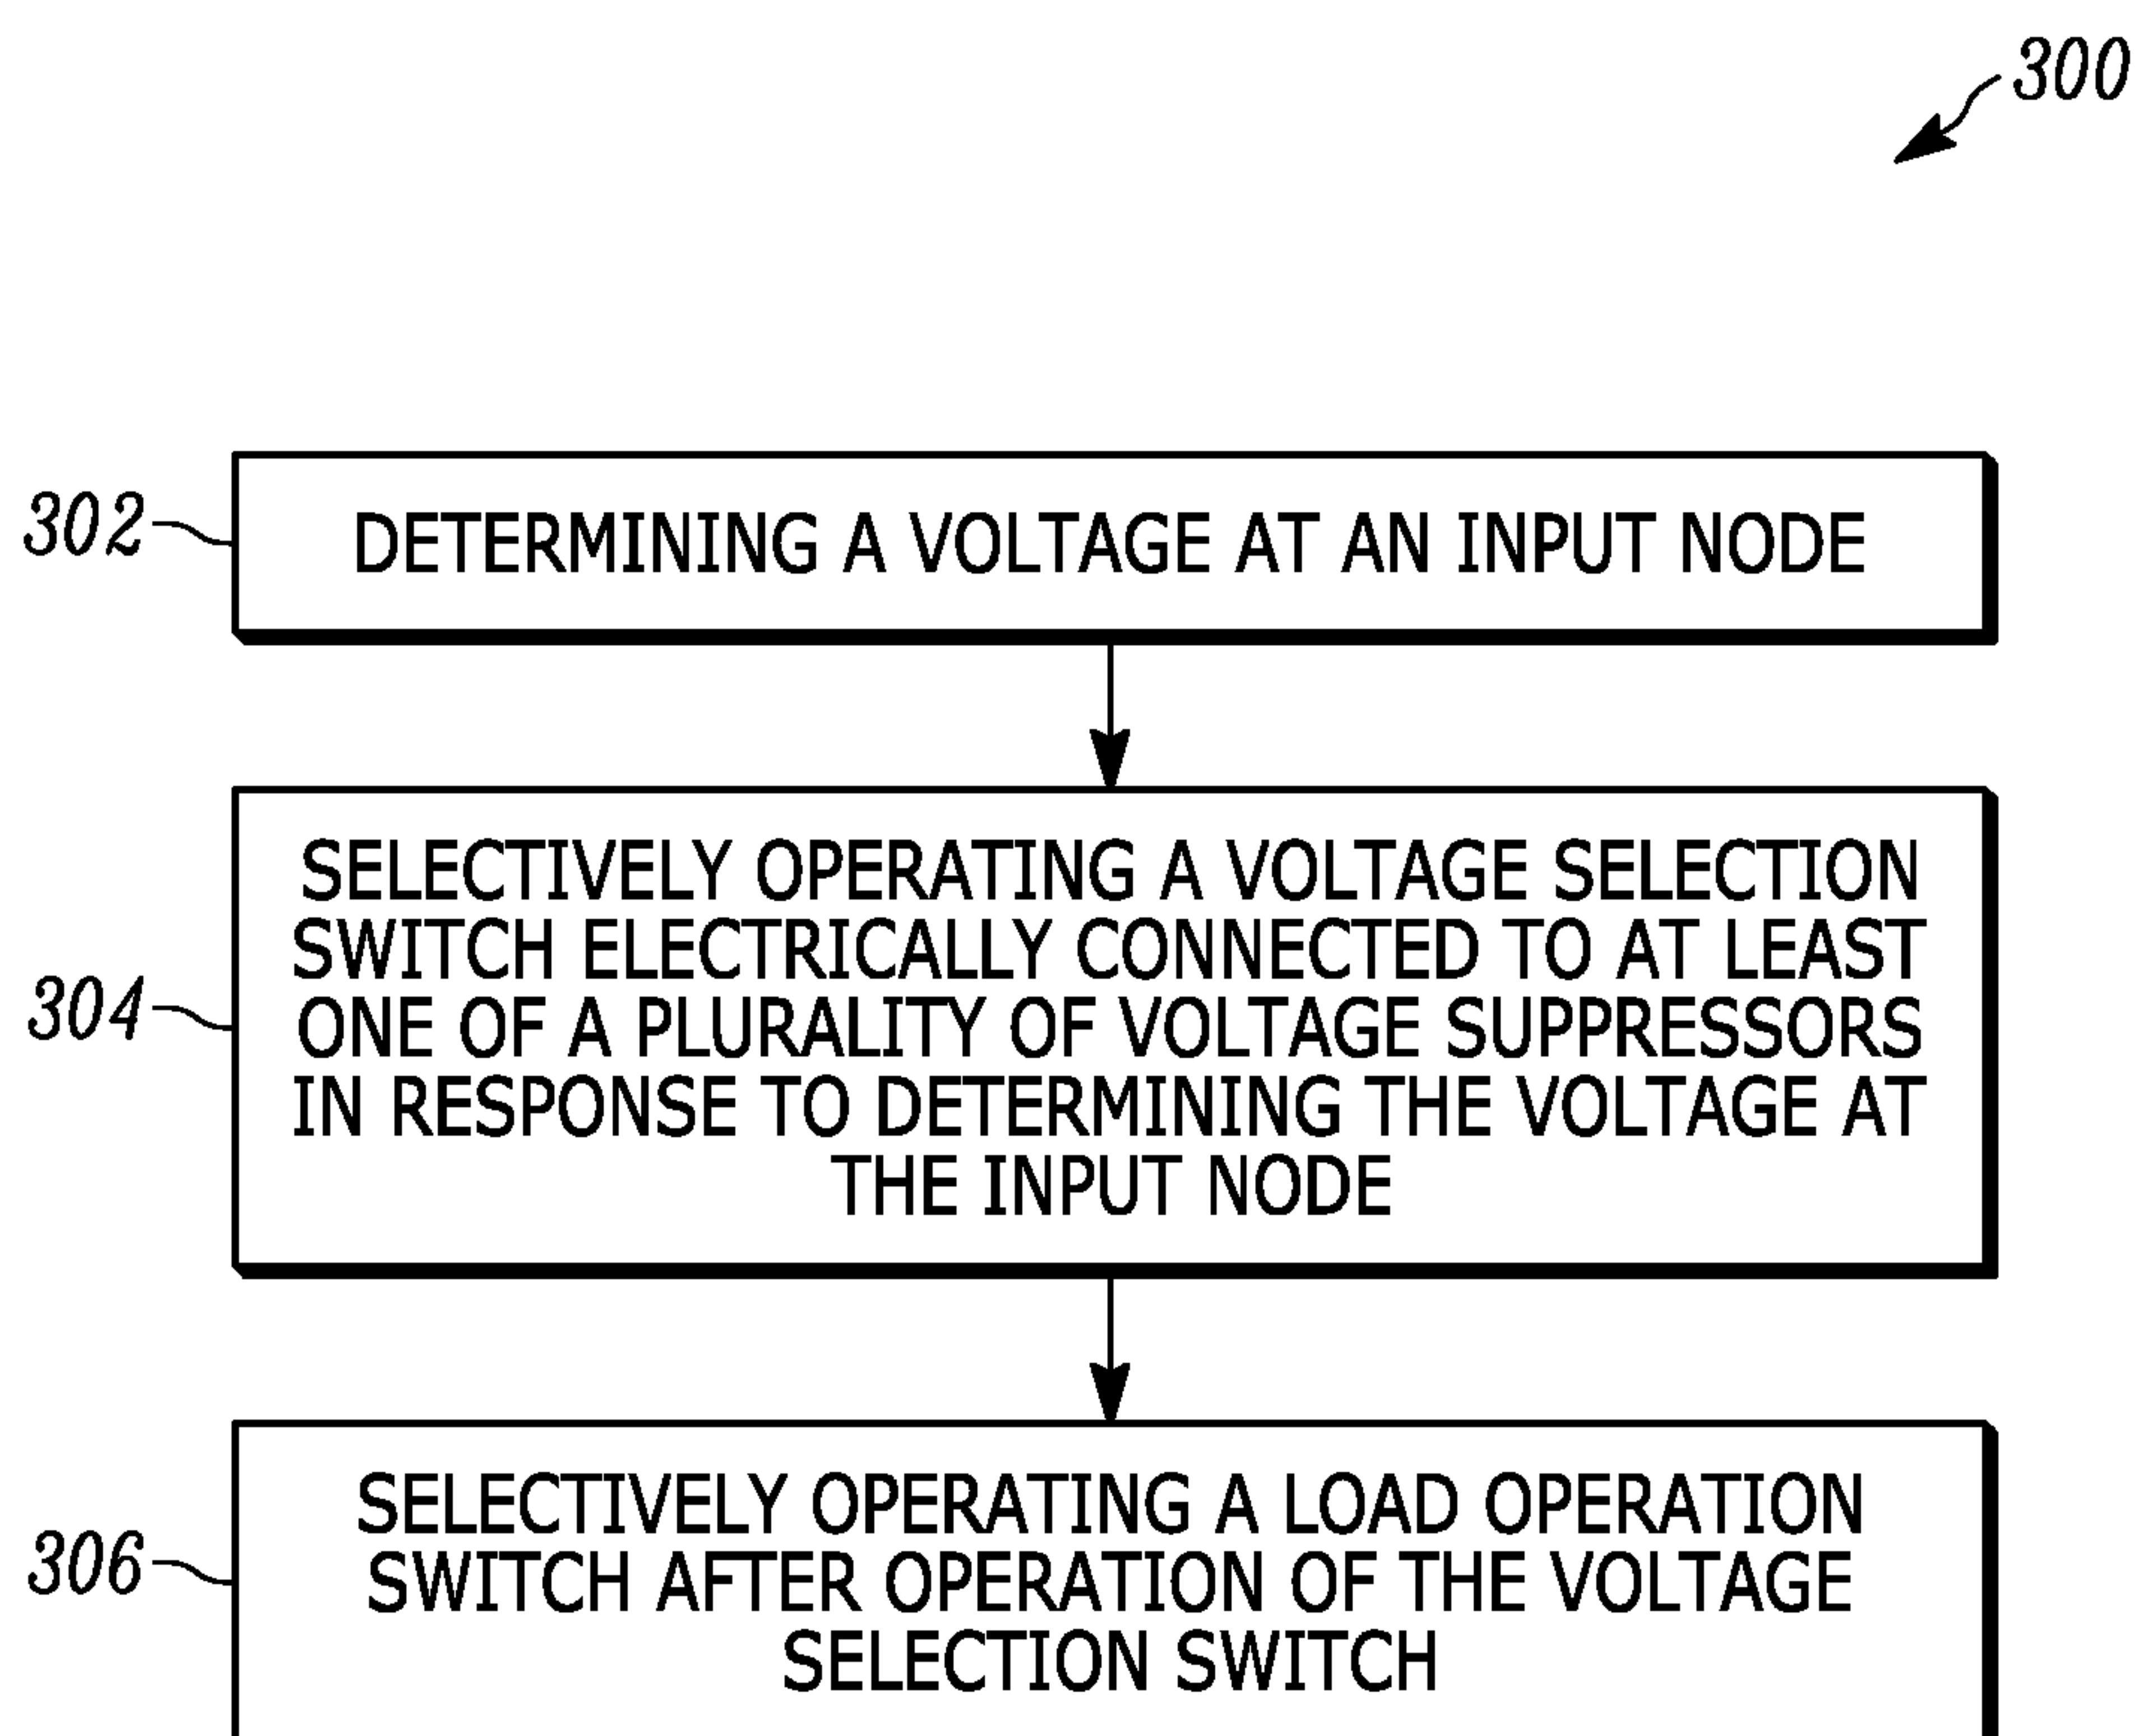 300
302
DETERMINING A VOLTAGE AT AN INPUT NODE
304
SELECTIVELY OPERATING A VOLTAGE SELECTION
SWITCH ELECTRICALLY CONNECTED TO AT LEAST
ONE OF A PLURALITY OF VOLTAGE SUPPRESSORS
IN RESPONSE TO DETERMINING THE VOLTAGE AT
THE INPUT NODE
306
SELECTIVELY OPERATING A LOAD OPERATION
SWITCH AFTER OPERATION OF THE VOLTAGE
SELECTION SWITCH